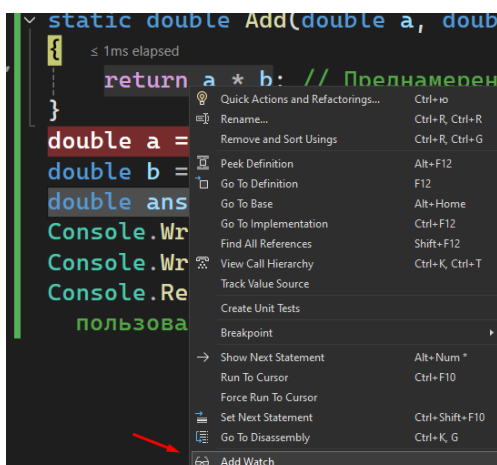 static double Add(double a, doub
{ ≤ 1ms elapsed
return a * b; // Преднамерен
}
double a =
double b =
double ans
Console.Wr
Console.Wr
Console.Re
пользова
Quick Actions and Refactorings... Ctrl+ю
Rename... Ctrl+R, Ctrl+R
Remove and Sort Usings Ctrl+R, Ctrl+G
Peek Definition Alt+F12
Go To Definition F12
Go To Base Alt+Home
Go To Implementation Ctrl+F12
Find All References Shift+F12
View Call Hierarchy Ctrl+K, Ctrl+T
Track Value Source
Create Unit Tests
Breakpoint
Show Next Statement Alt+Num *
Run To Cursor Ctrl+F10
Force Run To Cursor
Set Next Statement Ctrl+Shift+F10
Go To Disassembly Ctrl+K, G
Add Watch